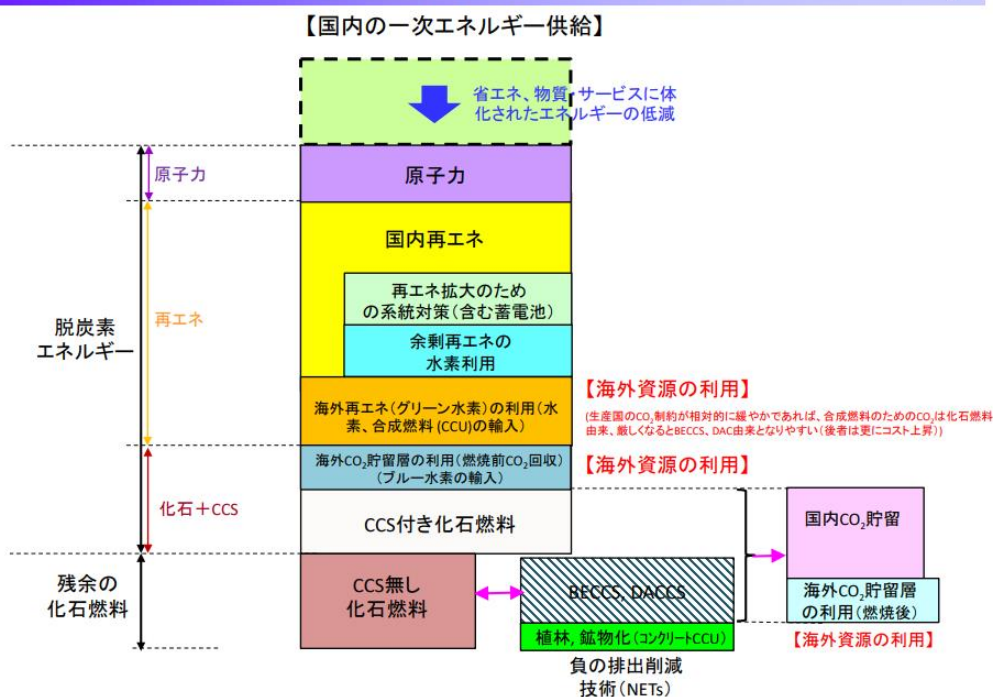 【国内の一次エネルギー供給】
省エネ、物質・サービスに体
化されたエネルギーの低減
原子力
原子力
国内再エネ
再エネ拡大のため
の系統対策(含む蓄電池)
再エネ
脱炭素
エネルギー
余剰再エネの
水素利用
海外再エネ(グリーン水素)の利用(水
素、合成燃料(CCU)の輸入)
【海外資源の利用】
(生産国のCO₂制約が相対的に緩やかであれば、合成燃料のためのCO₂は化石燃料
由来、厳しくなるとBECCS、DAC由来となりやすい(後者は更にコスト上昇))
海外CO₂貯留層の利用(燃焼前CO₂回収)
(ブルー水素の輸入)
【海外資源の利用】
化石+CCS
CCS付き化石燃料
国内CO₂貯留
残余の
化石燃料
CCS無し
化石燃料
BECCS, DACCS
海外CO₂貯留層
の利用(燃焼後)
植林, 鉱物化(コンクリートCCU)
【海外資源の利用】
負の排出削減
技術(NETs)